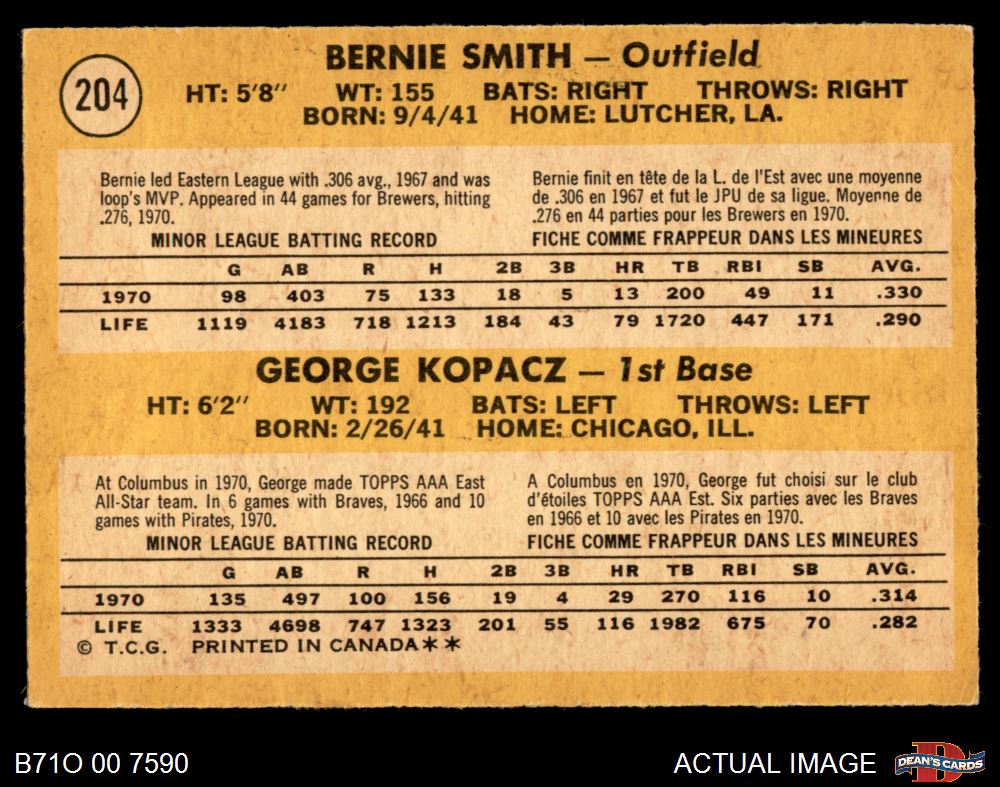 204
BERNIE SMITH — Outfield
HT: 5'8" WT: 155 BATS: RIGHT THROWS: RIGHT
BORN: 9/4/41 HOME: LUTCHER, LA.
Bernie led Eastern League with .306 avg., 1967 and was
loop's MVP. Appeared in 44 games for Brewers, hitting
.276, 1970.
MINOR LEAGUE BATTING RECORD
Bernie finit en tête de la L. de l'Est avec une moyenne
de .306 en 1967 et fut le JPU de sa ligue. Moyenne de
.276 en 44 parties pour les Brewers en 1970.
FICHE COMME FRAPPEUR DANS LES MINEURES
G AB R H 2B 3B HR TB RBI SB AVG.
1970 98 403 75 133 18 5 13 200 49 11 .330
LIFE 1119 4183 718 1213 184 43 79 1720 447 171 .290
GEORGE KOPACZ — 1st Base
HT: 6'2" WT: 192 BATS: LEFT THROWS: LEFT
BORN: 2/26/41 HOME: CHICAGO, ILL.
At Columbus in 1970, George made TOPPS AAA East
All-Star team. In 6 games with Braves, 1966 and 10
games with Pirates, 1970.
MINOR LEAGUE BATTING RECORD
A Columbus en 1970, George fut choisi sur le club
d'étoiles TOPPS AAA Est. Six parties avec les Braves
en 1966 et 10 avec les Pirates en 1970.
FICHE COMME FRAPPEUR DANS LES MINEURES
G AB R H 2B 3B HR TB RBI SB AVG.
1970 135 497 100 156 19 4 29 270 116 10 .314
LIFE 1333 4698 747 1323 201 55 116 1982 675 70 .282
© T.C.G. PRINTED IN CANADA**
B71O 00 7590
ACTUAL IMAGE
D
DEAN'S CARDS